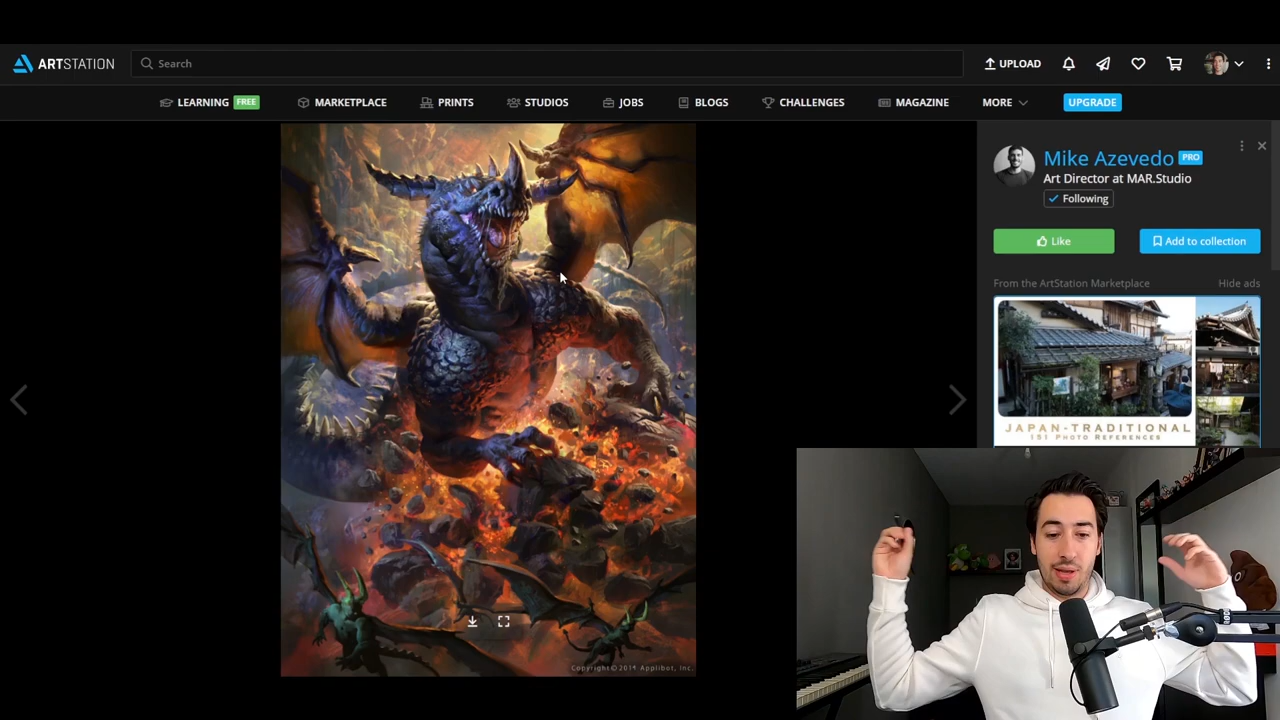 ARTSTATION
Search
UPLOAD
LEARNING FREE
MARKETPLACE
PRINTS
STUDIOS
JOBS
BLOGS
CHALLENGES
MAGAZINE
MORE
UPGRADE
Mike Azevedo PRO
Art Director at MAR.Studio
Following
Like
Add to collection
From the ArtStation Marketplace
Hide ads
JAPAN-TRADITIONAL
151 PHOTO REFERENCES
Copyright©2014 Applibot, Inc.